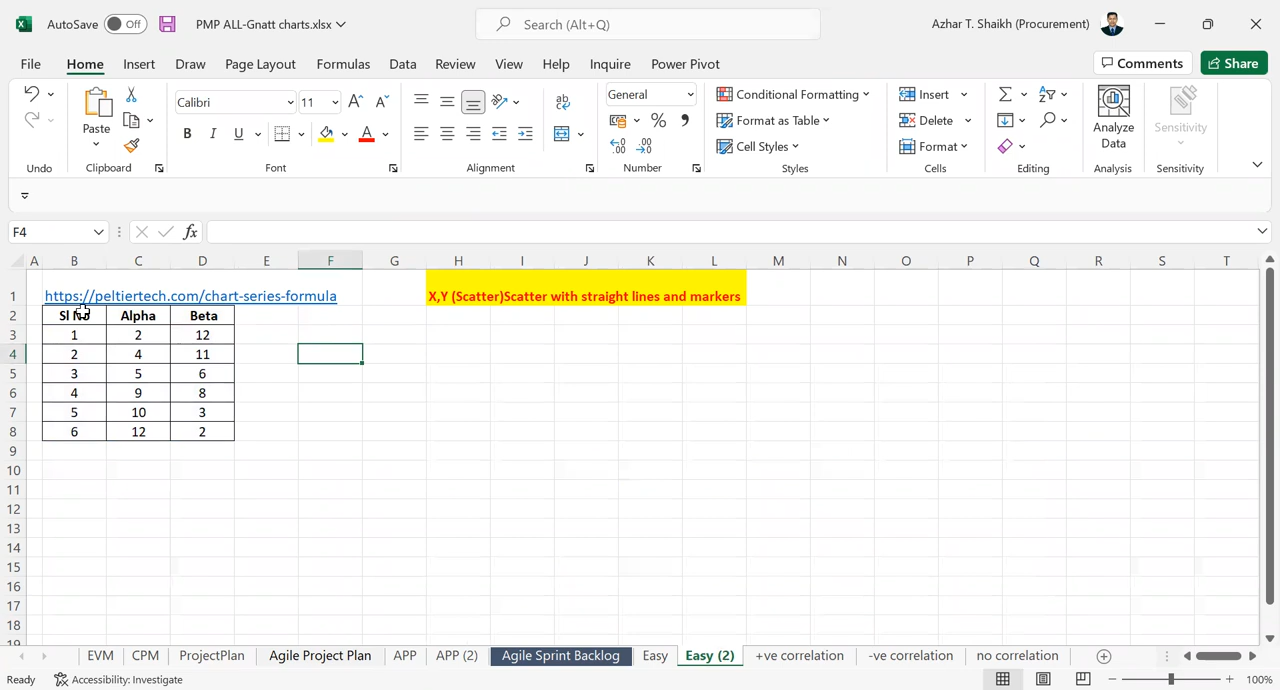 AutoSave Off PMP ALL-Gnatt charts.xlsx Search (Alt+Q) Azhar T. Shaikh (Procurement)
File Home Insert Draw Page Layout Formulas Data Review View Help Inquire Power Pivot Comments Share
Calibri 11 General Conditional Formatting Insert
Paste B I U A % Format as Table Delete Analyze Data Sensitivity
Cell Styles Format
Undo Clipboard Font Alignment Number Styles Cells Editing Analysis Sensitivity
F4 fx
A B C D E F G H I J K L M N O P Q R S T
1 https://peltiertech.com/chart-series-formula X,Y (Scatter)Scatter with straight lines and markers
2 Sl No Alpha Beta
3 1 2 12
4 2 4 11
5 3 5 6
6 4 9 8
7 5 10 3
8 6 12 2
9
10
11
12
13
14
15
16
17
18
19
EVM CPM ProjectPlan Agile Project Plan APP APP (2) Agile Sprint Backlog Easy Easy (2) +ve correlation -ve correlation no correlation
Ready Accessibility: Investigate 100%